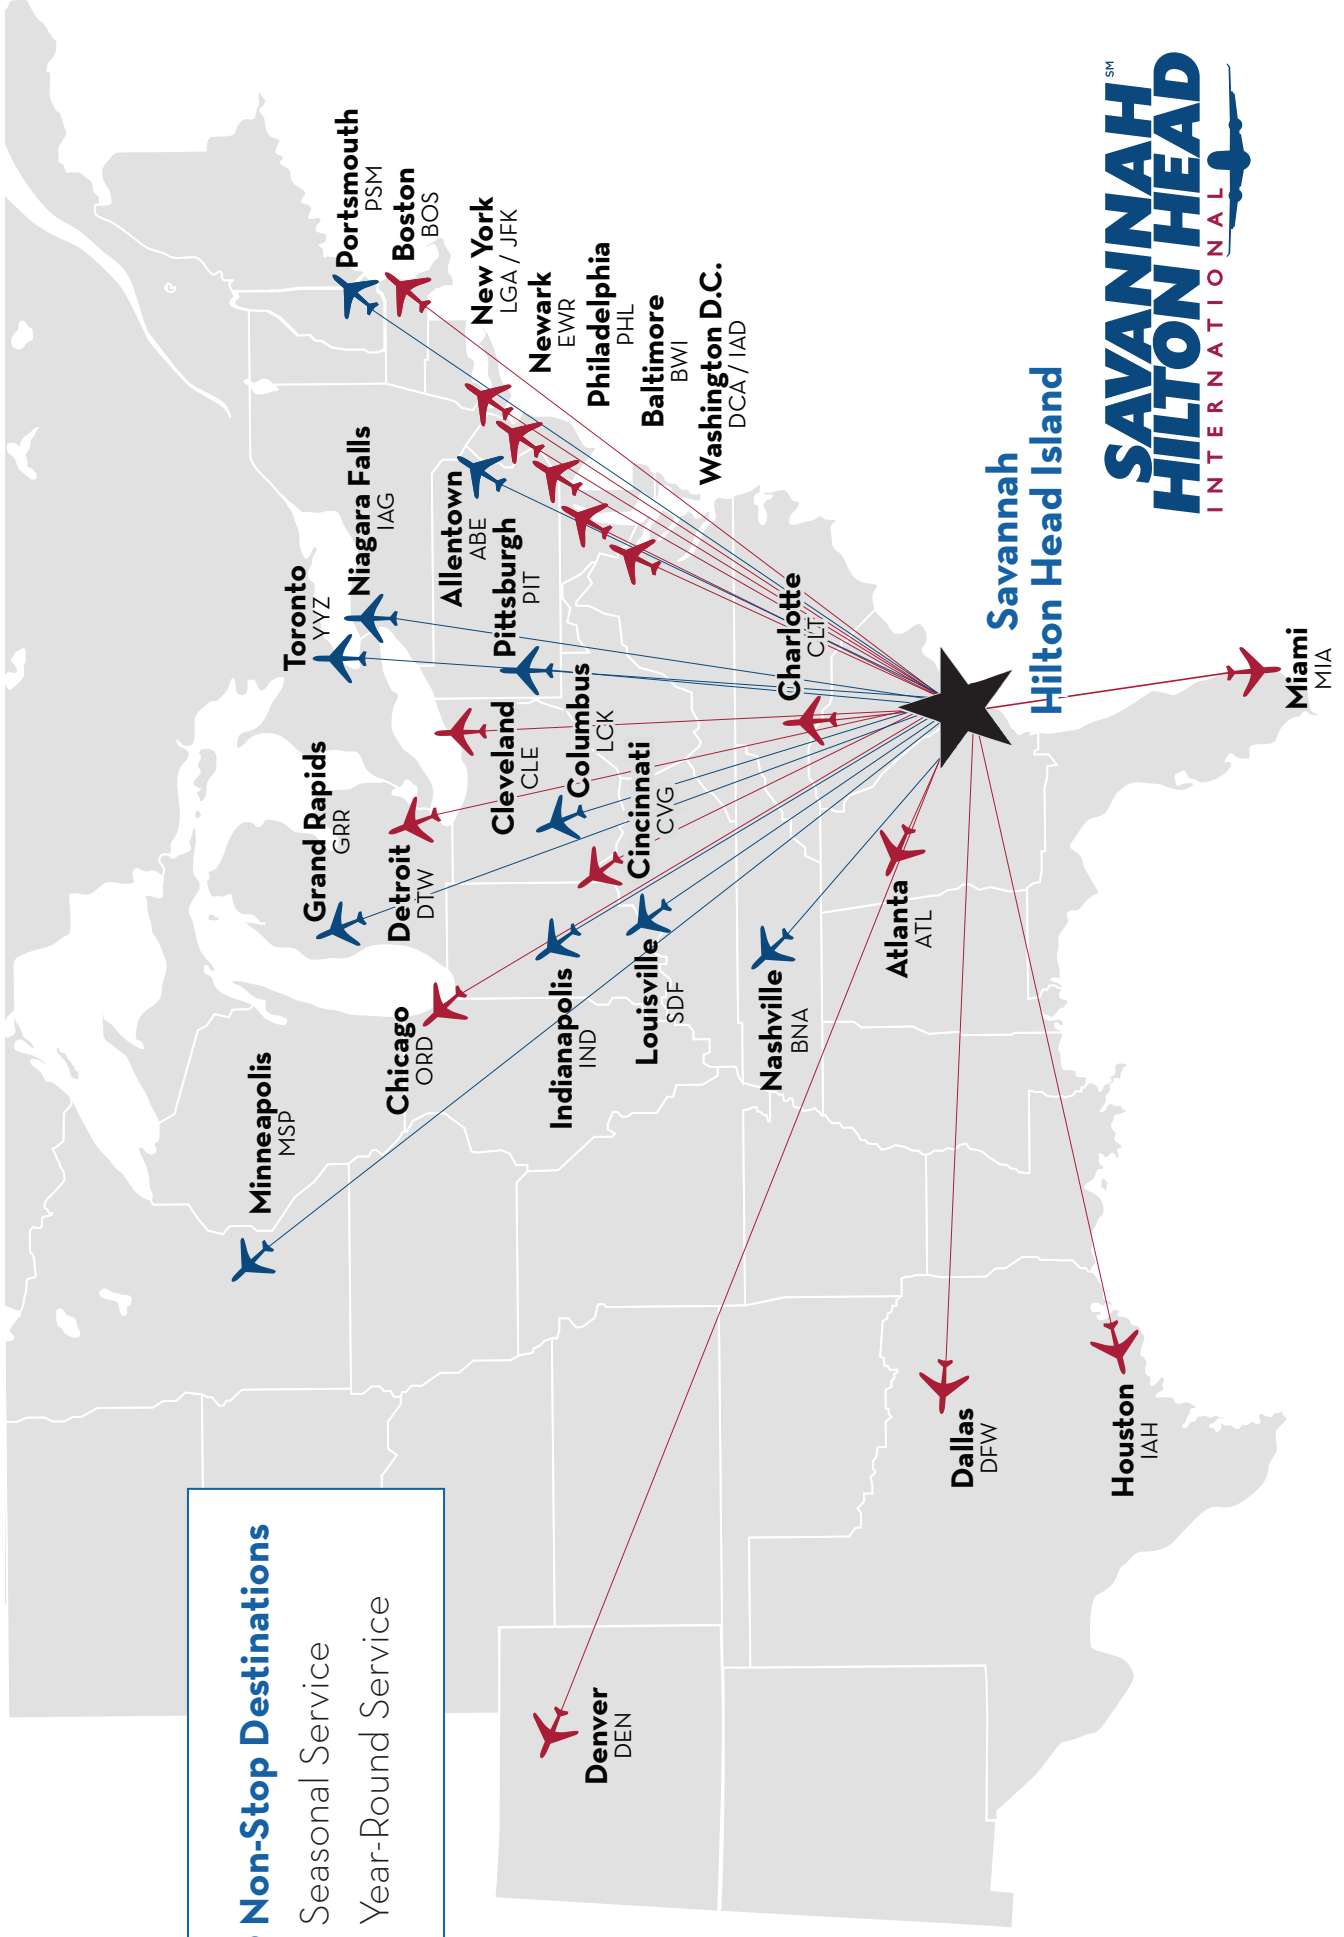 Non-Stop Destinations
Seasonal Service
Year-Round Service
Minneapolis
MSP
Grand Rapids
GRR
Toronto
YYZ
Niagara Falls
IAG
Portsmouth
PSM
Boston
BOS
Chicago
ORD
Detroit
DTW
Cleveland
CLE
Allentown
ABE
New York
LGA / JFK
Newark
EWR
Pittsburgh
PIT
Columbus
LCK
Philadelphia
PHL
Indianapolis
IND
Cincinnati
CVG
Baltimore
BWI
Denver
DEN
Louisville
SDF
Washington D.C.
DCA / IAD
Nashville
BNA
Charlotte
CLT
Atlanta
ATL
Dallas
DFW
Savannah
Hilton Head Island
Houston
IAH
Miami
MIA
SAVANNAH SM
HILTON HEAD
INTERNATIONAL